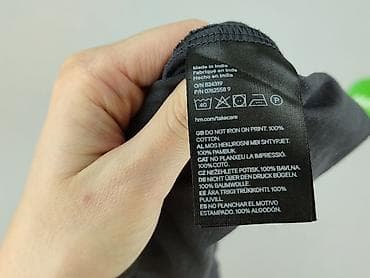 Made in India
Fabriqué en Inde
Hecho en India
O/N 824319
P/N 0762558 9
40
hm.com/takecare
GB DO NOT IRON ON PRINT. 100%
COTTON.
AL MOS HEKUROSNI MBI SHTYPJET.
100% PAMBUK.
CAT NO PLANXEU LA IMPRESSIÓ.
100% COTÓ.
CZ NEŽEHLETE POTISK. 100% BAVLNA.
DE NICHT ÜBER DEN DRUCK BÜGELN.
100% BAUMWOLLE.
EE ÄRA TRIIGI TRÜKKOHTI. 100%
PUUVILL.
ES NO PLANCHAR EL MOTIVO
ESTAMPADO. 100% ALGODÓN.